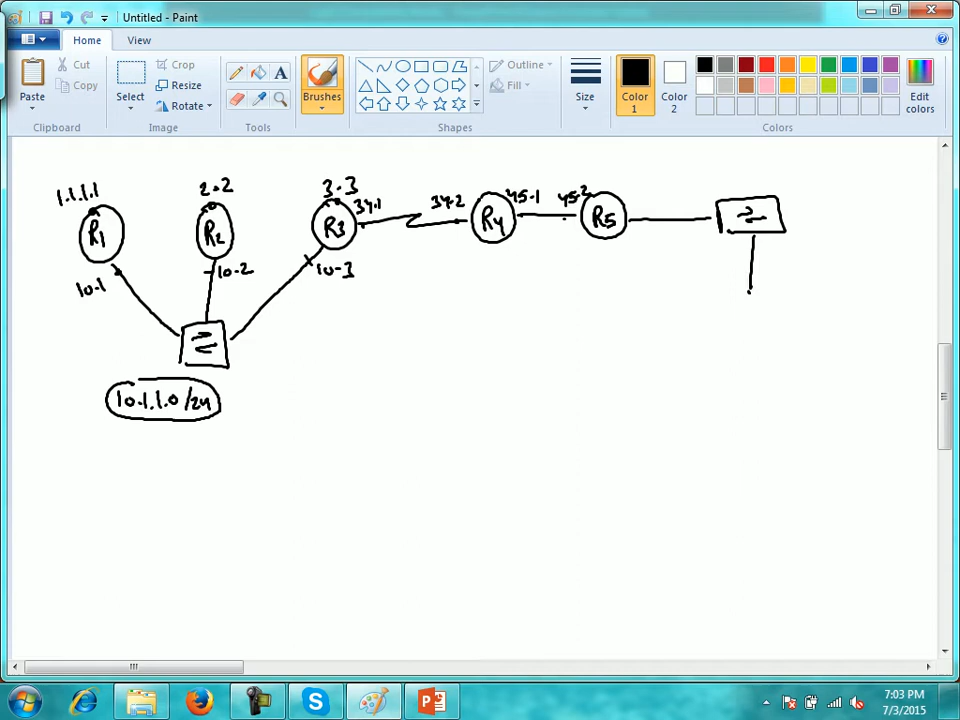 Untitled - Paint
Home
View
Paste
Cut
Copy
Clipboard
Select
Crop
Resize
Rotate
Image
Tools
Brushes
Shapes
Outline
Fill
Size
Color 1
Color 2
Edit colors
Colors
1.1.1.1
2.2
3.3
34.1
34.2
45.1
45.2
R1
R2
R3
R4
R5
10.1
10.2
10.3
10.1.1.0/24
7:03 PM
7/3/2015